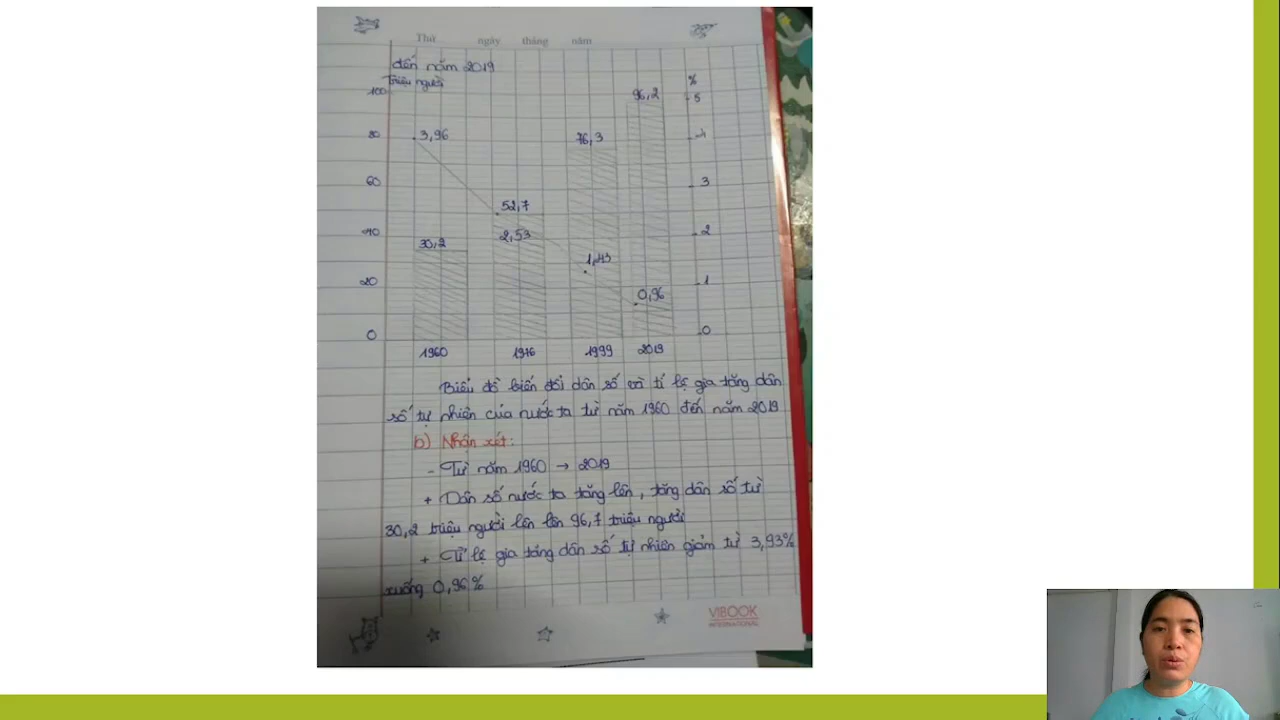 Thứ ngày tháng năm
đến năm 2019
Triệu người
%
100
80
60
40
20
0
5
4
3
2
1
0
3,96
30,2
52,7
2,53
76,3
1,43
96,2
0,96
1960 1976 1999 2019
Biểu đồ biến đổi dân số và tỉ lệ gia tăng dân
số tự nhiên của nước ta từ năm 1960 đến năm 2019
b) Nhận xét:
- Từ năm 1960 → 2019
+ Dân số nước ta tăng lên, tăng dân số từ
30,2 triệu người lên lên 96,7 triệu người
+ Tỉ lệ gia tăng dân số tự nhiên giảm từ 3,93%
xuống 0,96%
VIBOOK
INTERNATIONAL